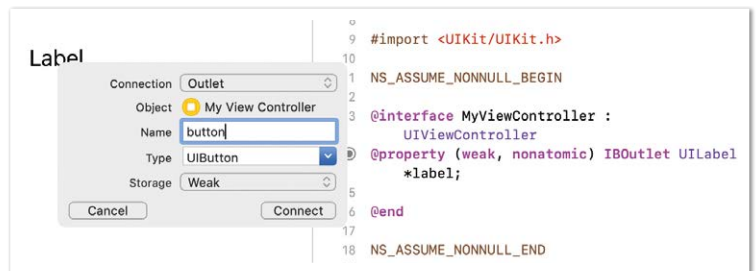 Label
Connection Outlet
Object My View Controller
Name button
Type UIButton
Storage Weak
Cancel Connect
9 #import <UIKit/UIKit.h>
10
1 NS_ASSUME_NONNULL_BEGIN
2
3 @interface MyViewController :
UIViewController
@property (weak, nonatomic) IBOutlet UILabel
*label;
5
6 @end
17
18 NS_ASSUME_NONNULL_END